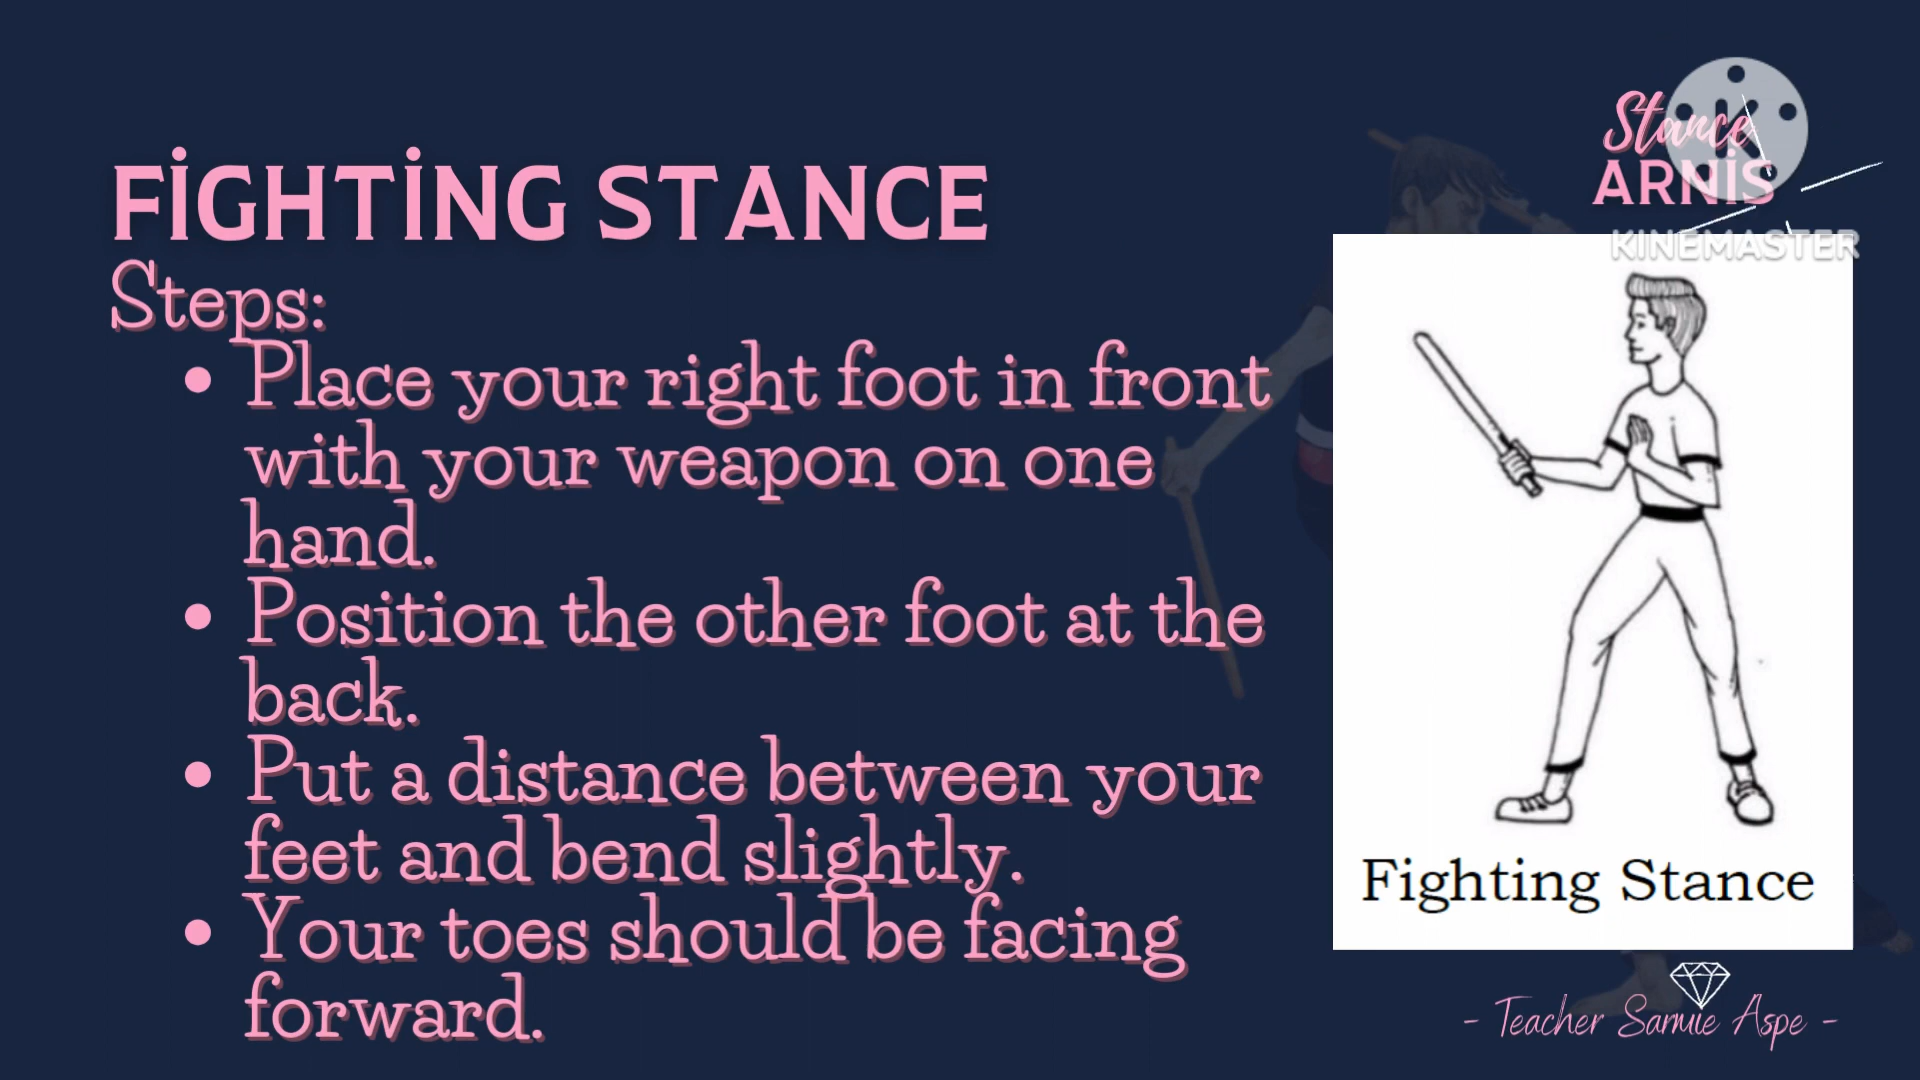 Stance
ARNİS
KINEMASTER
FİGHTİNG STANCE
Steps:
• Place your right foot in front
with your weapon on one
hand.
• Position the other foot at the
back.
• Put a distance between your
feet and bend slightly.
• Your toes should be facing
forward.
Fighting Stance
- Teacher Samie Aspe -